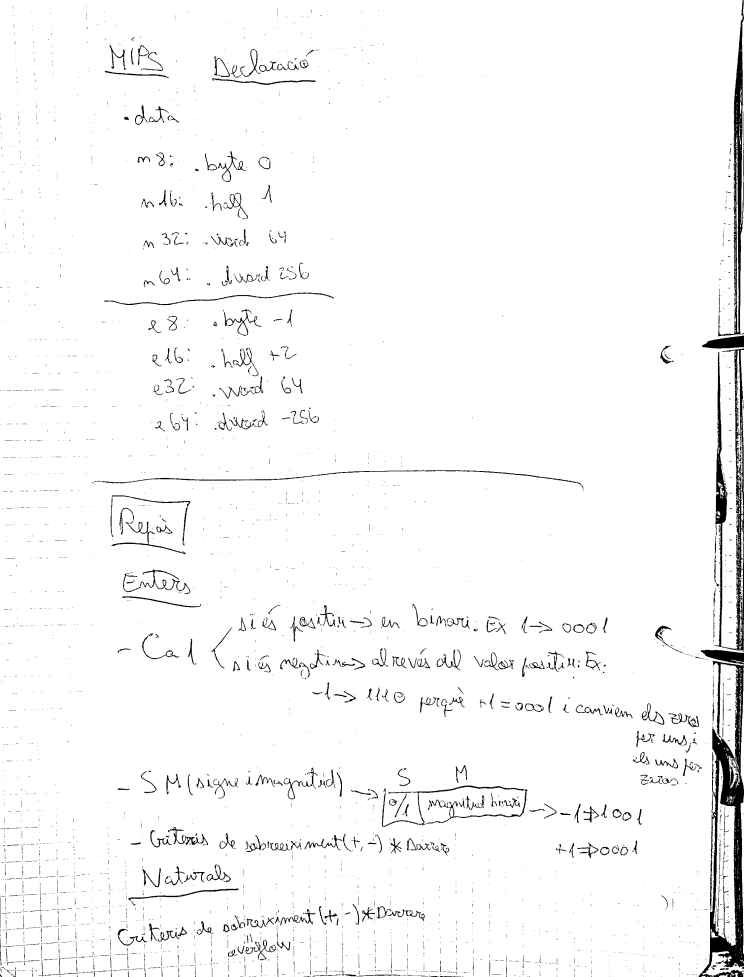 MIPS Declaració
.data
n8: .byte 0
n16: .half 1
n32: .word 64
n64: .dword 256
e8: .byte -1
e16: .half +2
e32: .word 64
e64: .dword -256
Repàs
Enters
- Ca1
si és positiu → en binari. Ex 1 → 0001
si és negatiu → al revés del valor positiu: Ex:
-1 → 1110 perquè +1 = 0001 i canviem els zeros
per uns, i
els uns per
zeros.
S M
- SM (signe i magnitud) → 0/1 magnitud → -1 ⇒ 1001
+1 ⇒ 0001
- Criteris de sobreeiximent (+, -) * Darrere
Naturals
Criteris de sobreiximent (+, -) * Darrere
overflow